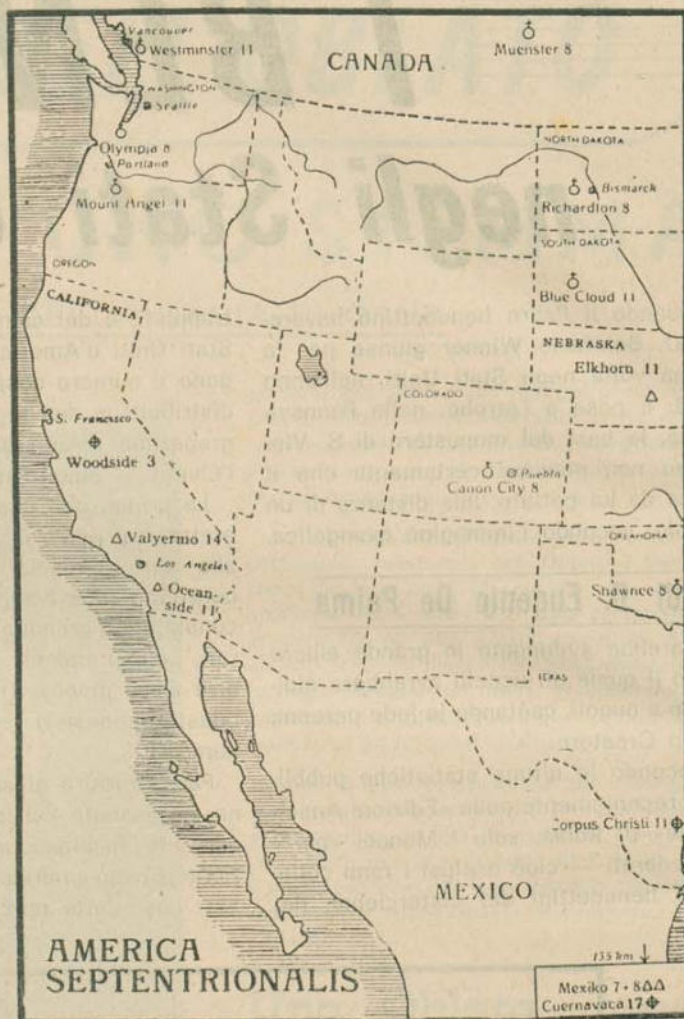 Vancouver
Westminster 11
Muenster 8
CANADA
WASHINGTON
Seattle
Olympia 8
Portland
Mount Angel 11
OREGON
NORTH DAKOTA
Bismarck
Richardton 8
SOUTH DAKOTA
Blue Cloud 11
CALIFORNIA
NEBRASKA
Elkhorn 11
COLORADO
S. Francisco
Woodside 3
Pueblo
Canon City 8
Valyermo 14
Los Angeles
Ocean-
side 11
OKLAHOMA
Shawnee 8
TEXAS
Corpus Christi 11
MEXICO
AMERICA
SEPTENTRIONALIS
135 km
Mexiko 7 + 8
Cuernavaca 17